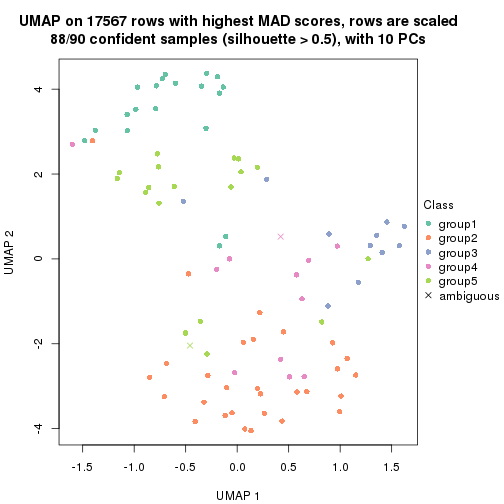 UMAP on 17567 rows with highest MAD scores, rows are scaled
88/90 confident samples (silhouette > 0.5), with 10 PCs
4
2
0
-2
-4
UMAP 2
-1.5
-1.0
-0.5
0.0
0.5
1.0
1.5
UMAP 1
Class
group1
group2
group3
group4
group5
ambiguous